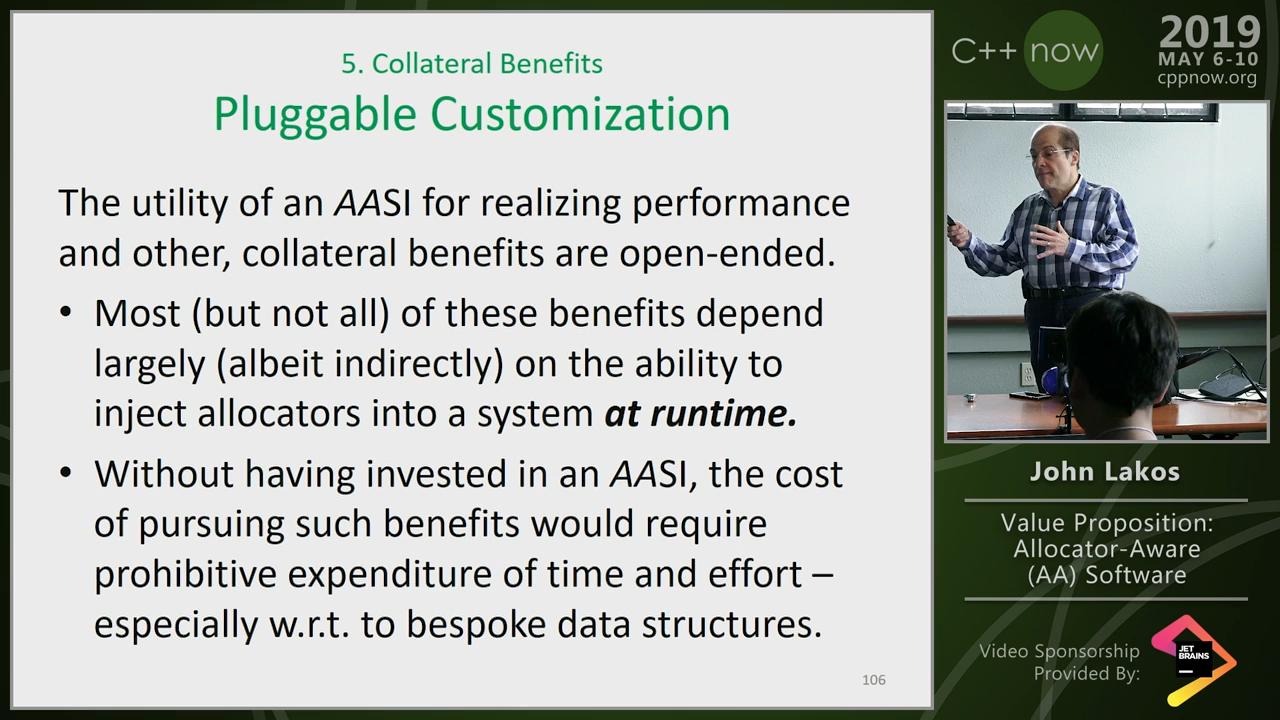 5. Collateral Benefits
Pluggable Customization
The utility of an AASI for realizing performance
and other, collateral benefits are open-ended.
• Most (but not all) of these benefits depend
largely (albeit indirectly) on the ability to
inject allocators into a system at runtime.
• Without having invested in an AASI, the cost
of pursuing such benefits would require
prohibitive expenditure of time and effort –
especially w.r.t. to bespoke data structures.
106
C++ now
2019
MAY 6-10
cppnow.org
John Lakos
Value Proposition:
Allocator-Aware
(AA) Software
Video Sponsorship
Provided By:
JET
BRAINS